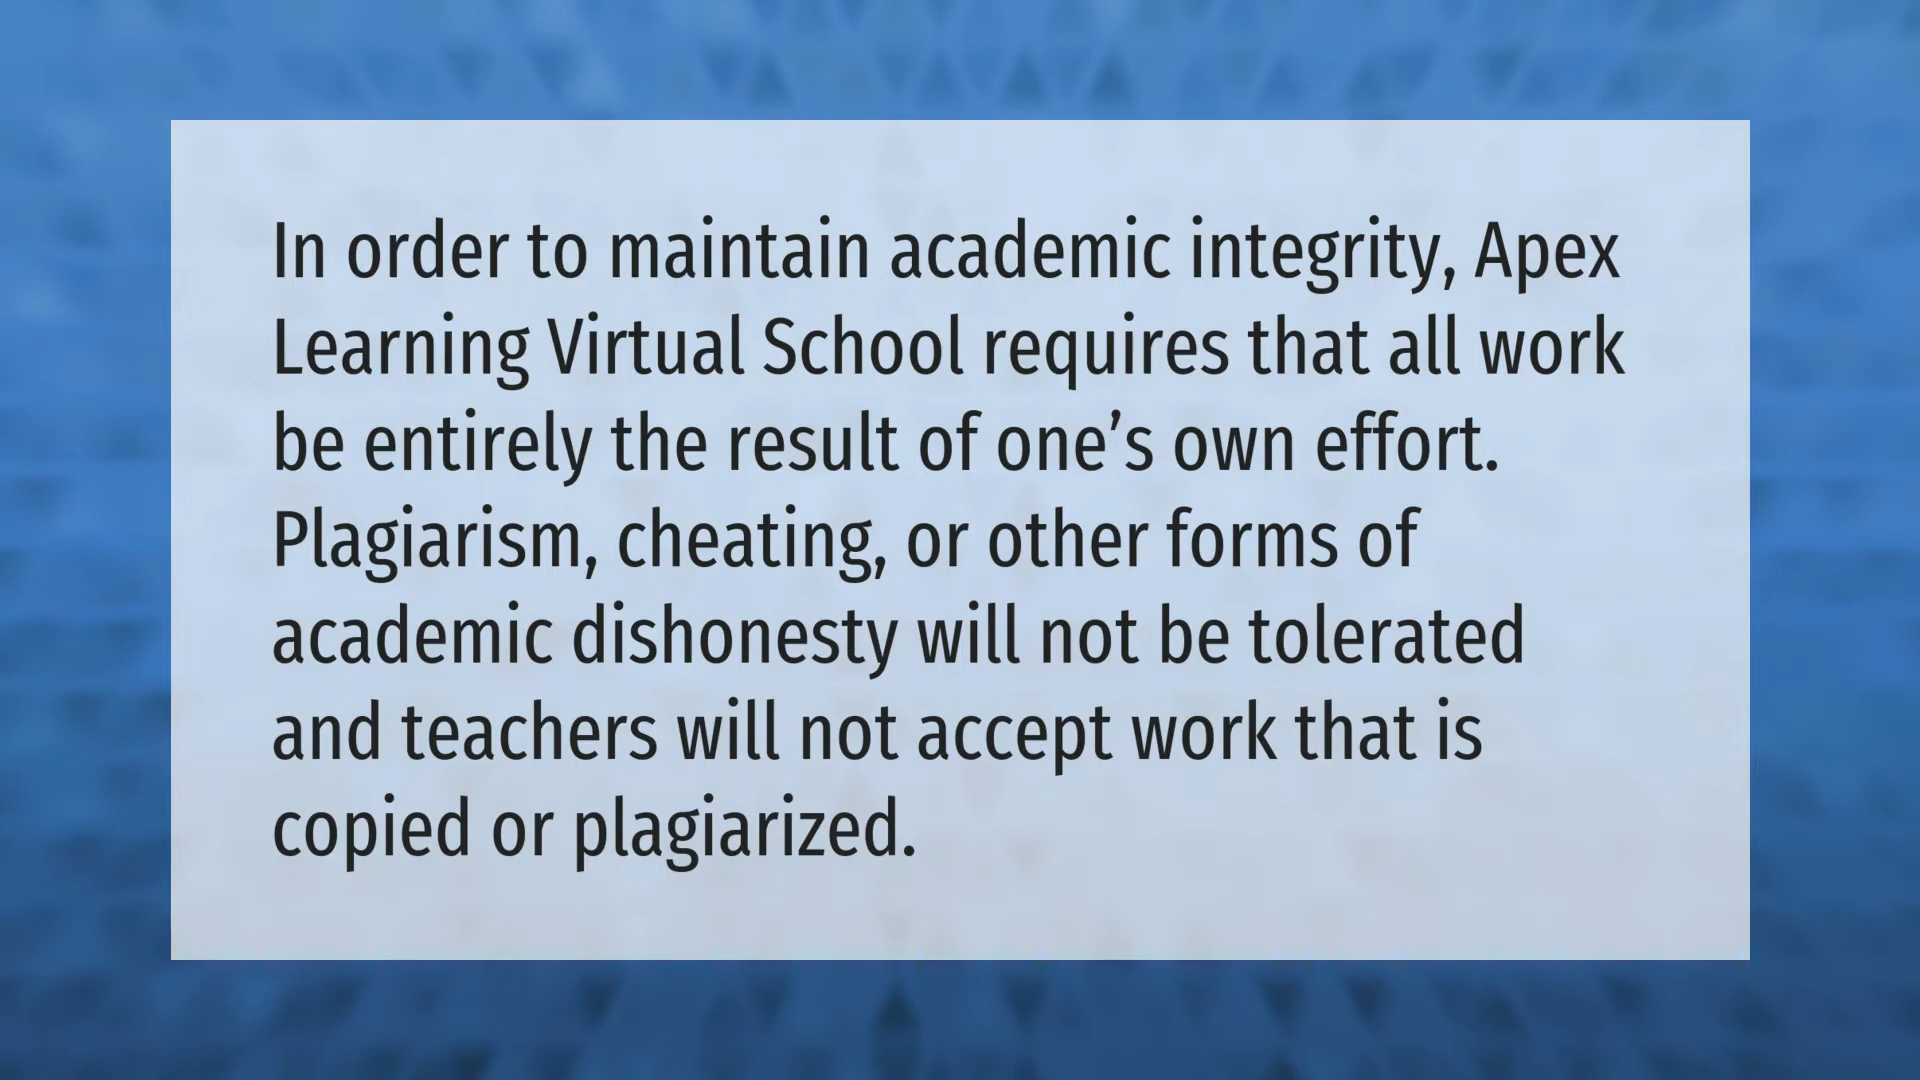 In order to maintain academic integrity, Apex
Learning Virtual School requires that all work
be entirely the result of one’s own effort.
Plagiarism, cheating, or other forms of
academic dishonesty will not be tolerated
and teachers will not accept work that is
copied or plagiarized.